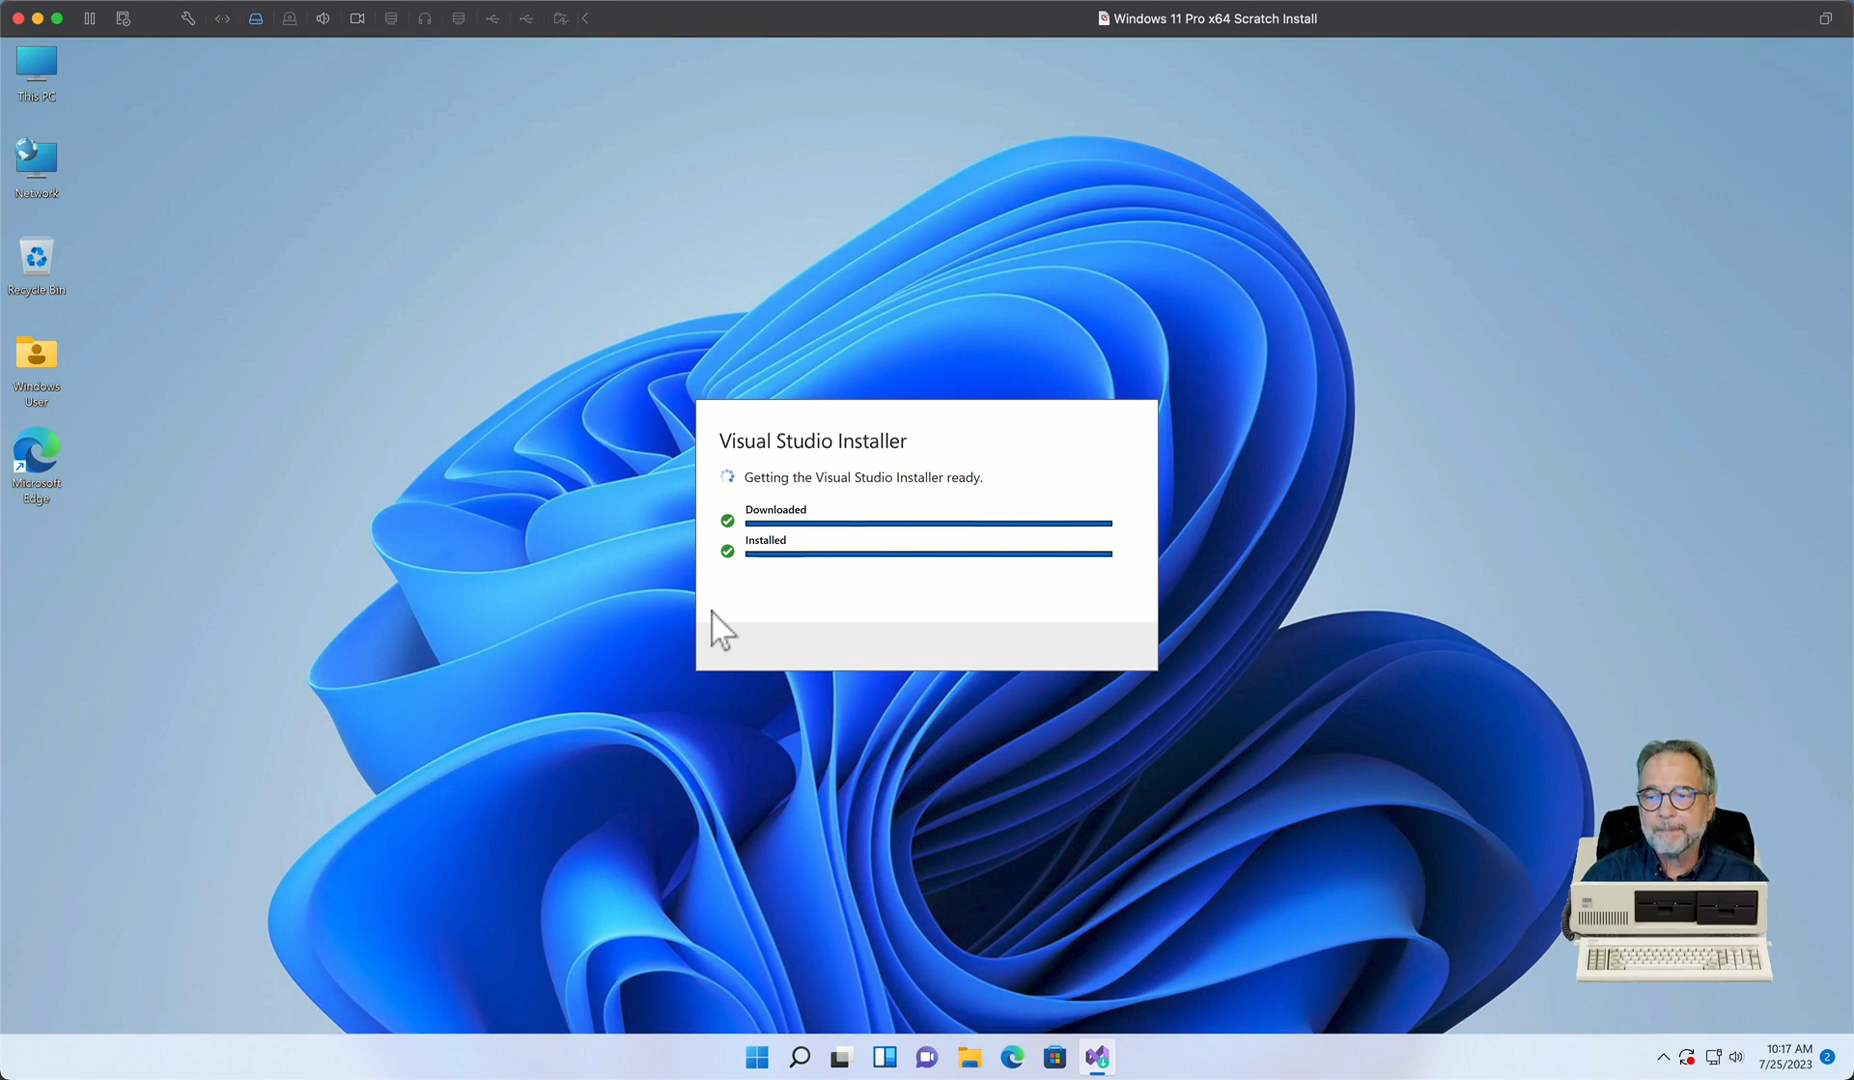 Windows 11 Pro x64 Scratch Install
This PC
Network
Recycle Bin
Windows
User
Microsoft
Edge
Visual Studio Installer
Getting the Visual Studio Installer ready.
Downloaded
Installed
10:17 AM
7/25/2023
2